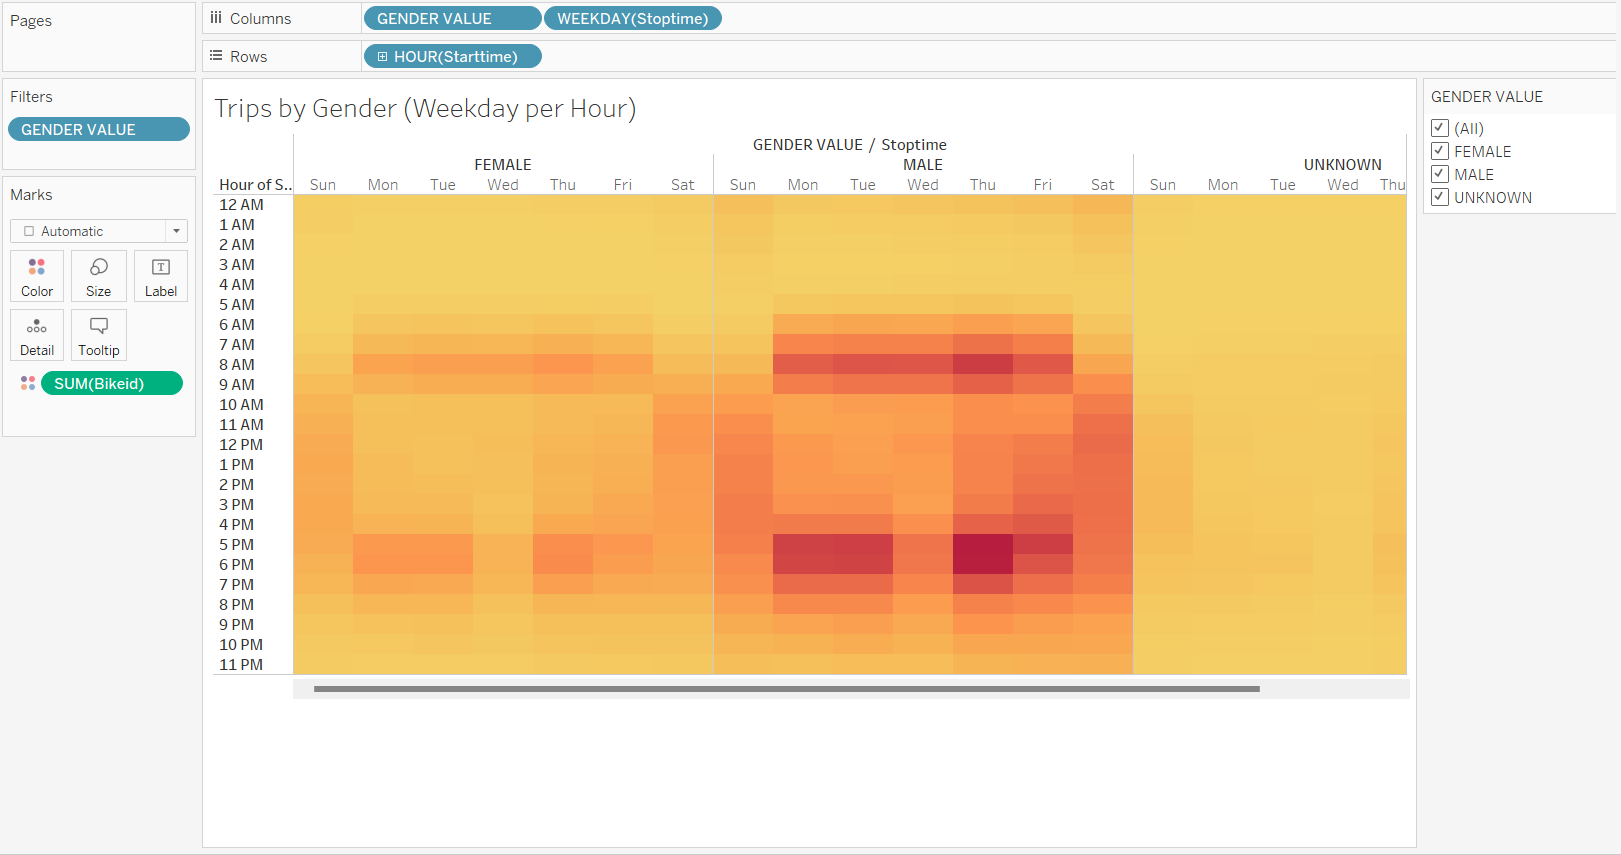 Pages
Columns
GENDER VALUE
WEEKDAY(Stoptime)
Rows
HOUR(Starttime)
Filters
GENDER VALUE
Marks
Automatic
Color
Size
Label
Detail
Tooltip
SUM(Bikeid)
Trips by Gender (Weekday per Hour)
GENDER VALUE / Stoptime
FEMALE MALE UNKNOWN
Hour of S.. Sun Mon Tue Wed Thu Fri Sat Sun Mon Tue Wed Thu Fri Sat Sun Mon Tue Wed Thu
12 AM
1 AM
2 AM
3 AM
4 AM
5 AM
6 AM
7 AM
8 AM
9 AM
10 AM
11 AM
12 PM
1 PM
2 PM
3 PM
4 PM
5 PM
6 PM
7 PM
8 PM
9 PM
10 PM
11 PM
GENDER VALUE
(All)
FEMALE
MALE
UNKNOWN